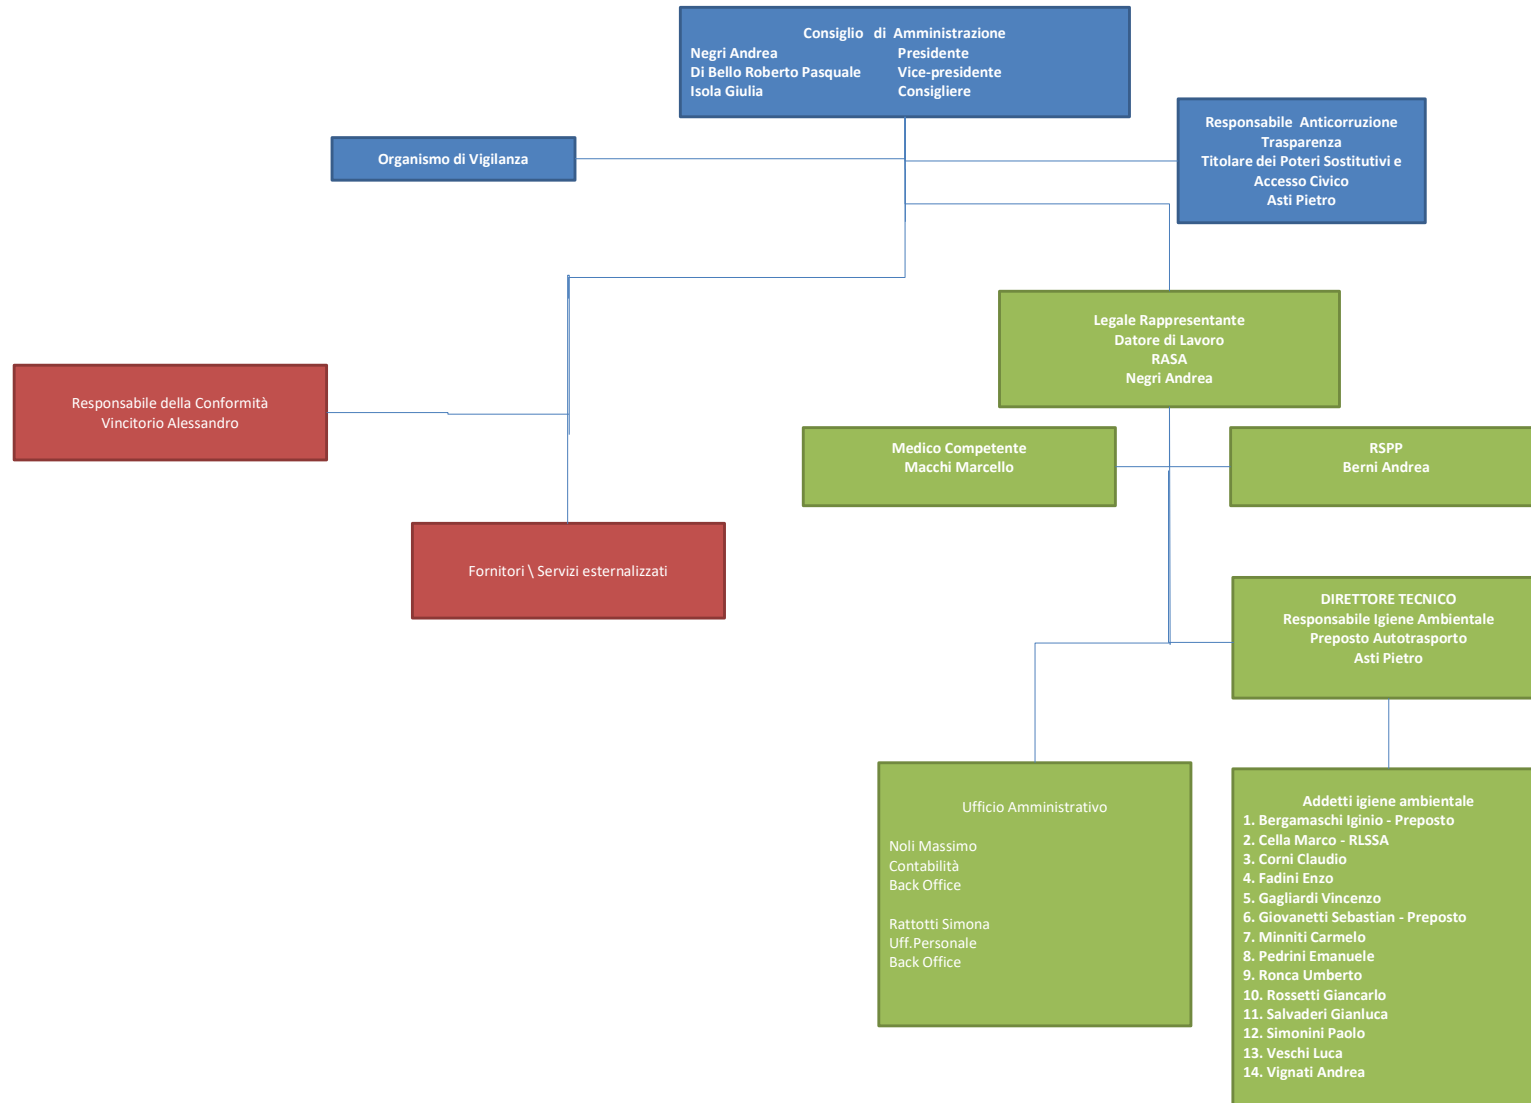 Consiglio di Amministrazione
Negri Andrea Presidente
Di Bello Roberto Pasquale Vice-presidente
Isola Giulia Consigliere
Organismo di Vigilanza
Responsabile Anticorruzione
Trasparenza
Titolare dei Poteri Sostitutivi e
Accesso Civico
Asti Pietro
Legale Rappresentante
Datore di Lavoro
RASA
Negri Andrea
Responsabile della Conformità
Vincitorio Alessandro
Medico Competente
Macchi Marcello
RSPP
Berni Andrea
Fornitori \ Servizi esternalizzati
DIRETTORE TECNICO
Responsabile Igiene Ambientale
Preposto Autotrasporto
Asti Pietro
Ufficio Amministrativo
Noli Massimo
Contabilità
Back Office
Rattotti Simona
Uff.Personale
Back Office
Addetti igiene ambientale
1. Bergamaschi Iginio - Preposto
2. Cella Marco - RLSSA
3. Corni Claudio
4. Fadini Enzo
5. Gagliardi Vincenzo
6. Giovanetti Sebastian - Preposto
7. Minniti Carmelo
8. Pedrini Emanuele
9. Ronca Umberto
10. Rossetti Giancarlo
11. Salvaderi Gianluca
12. Simonini Paolo
13. Veschi Luca
14. Vignati Andrea